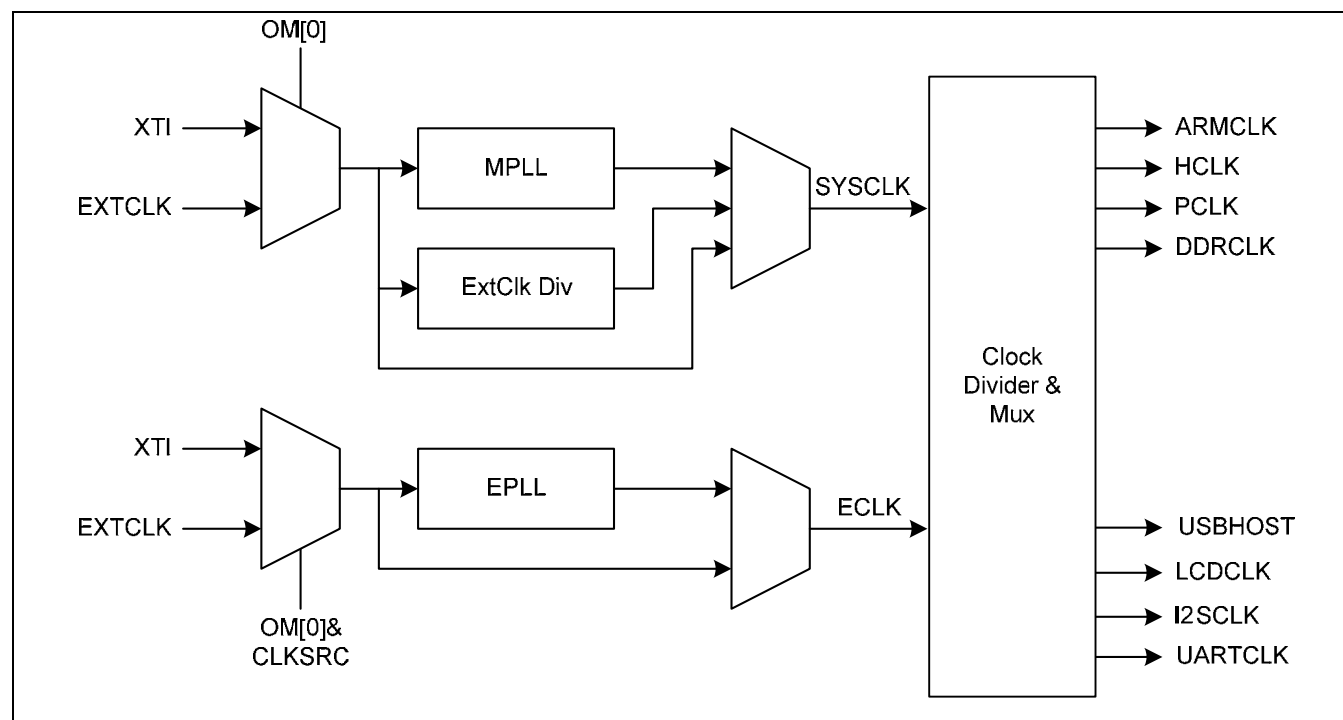 OM[0]
XTI
EXTCLK
MPLL
ExtClk Div
SYSCLK
ARMCLK
HCLK
PCLK
DDRCLK
Clock
Divider &
Mux
XTI
EXTCLK
EPLL
ECLK
OM[0]&
CLKSRC
USBHOST
LCDCLK
I2SCLK
UARTCLK